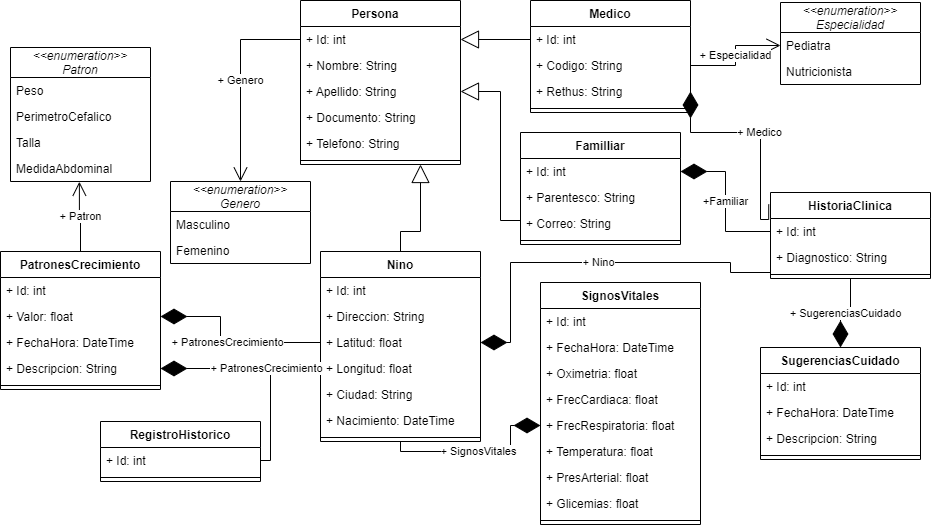 Persona
+ Id: int
+ Nombre: String
+ Apellido: String
+ Documento: String
+ Telefono: String
Medico
+ Id: int
+ Codigo: String
+ Rethus: String
<<enumeration>>
Especialidad
Pediatra
Nutricionista
+ Especialidad
<<enumeration>>
Patron
Peso
PerimetroCefalico
Talla
MedidaAbdominal
+ Genero
+ Medico
Familliar
+ Id: int
+ Parentesco: String
+ Correo: String
+Familiar
<<enumeration>>
Genero
Masculino
Femenino
+ Patron
HistoriaClinica
+ Id: int
+ Diagnostico: String
PatronesCrecimiento
+ Id: int
+ Valor: float
+ FechaHora: DateTime
+ Descripcion: String
+ PatronesCrecimiento
+ PatronesCrecimiento
Nino
+ Id: int
+ Direccion: String
+ Latitud: float
+ Longitud: float
+ Ciudad: String
+ Nacimiento: DateTime
+ Nino
SignosVitales
+ Id: int
+ FechaHora: DateTime
+ Oximetria: float
+ FrecCardiaca: float
+ FrecRespiratoria: float
+ Temperatura: float
+ PresArterial: float
+ Glicemias: float
+ SignosVitales
+ SugerenciasCuidado
SugerenciasCuidado
+ Id: int
+ FechaHora: DateTime
+ Descripcion: String
RegistroHistorico
+ Id: int